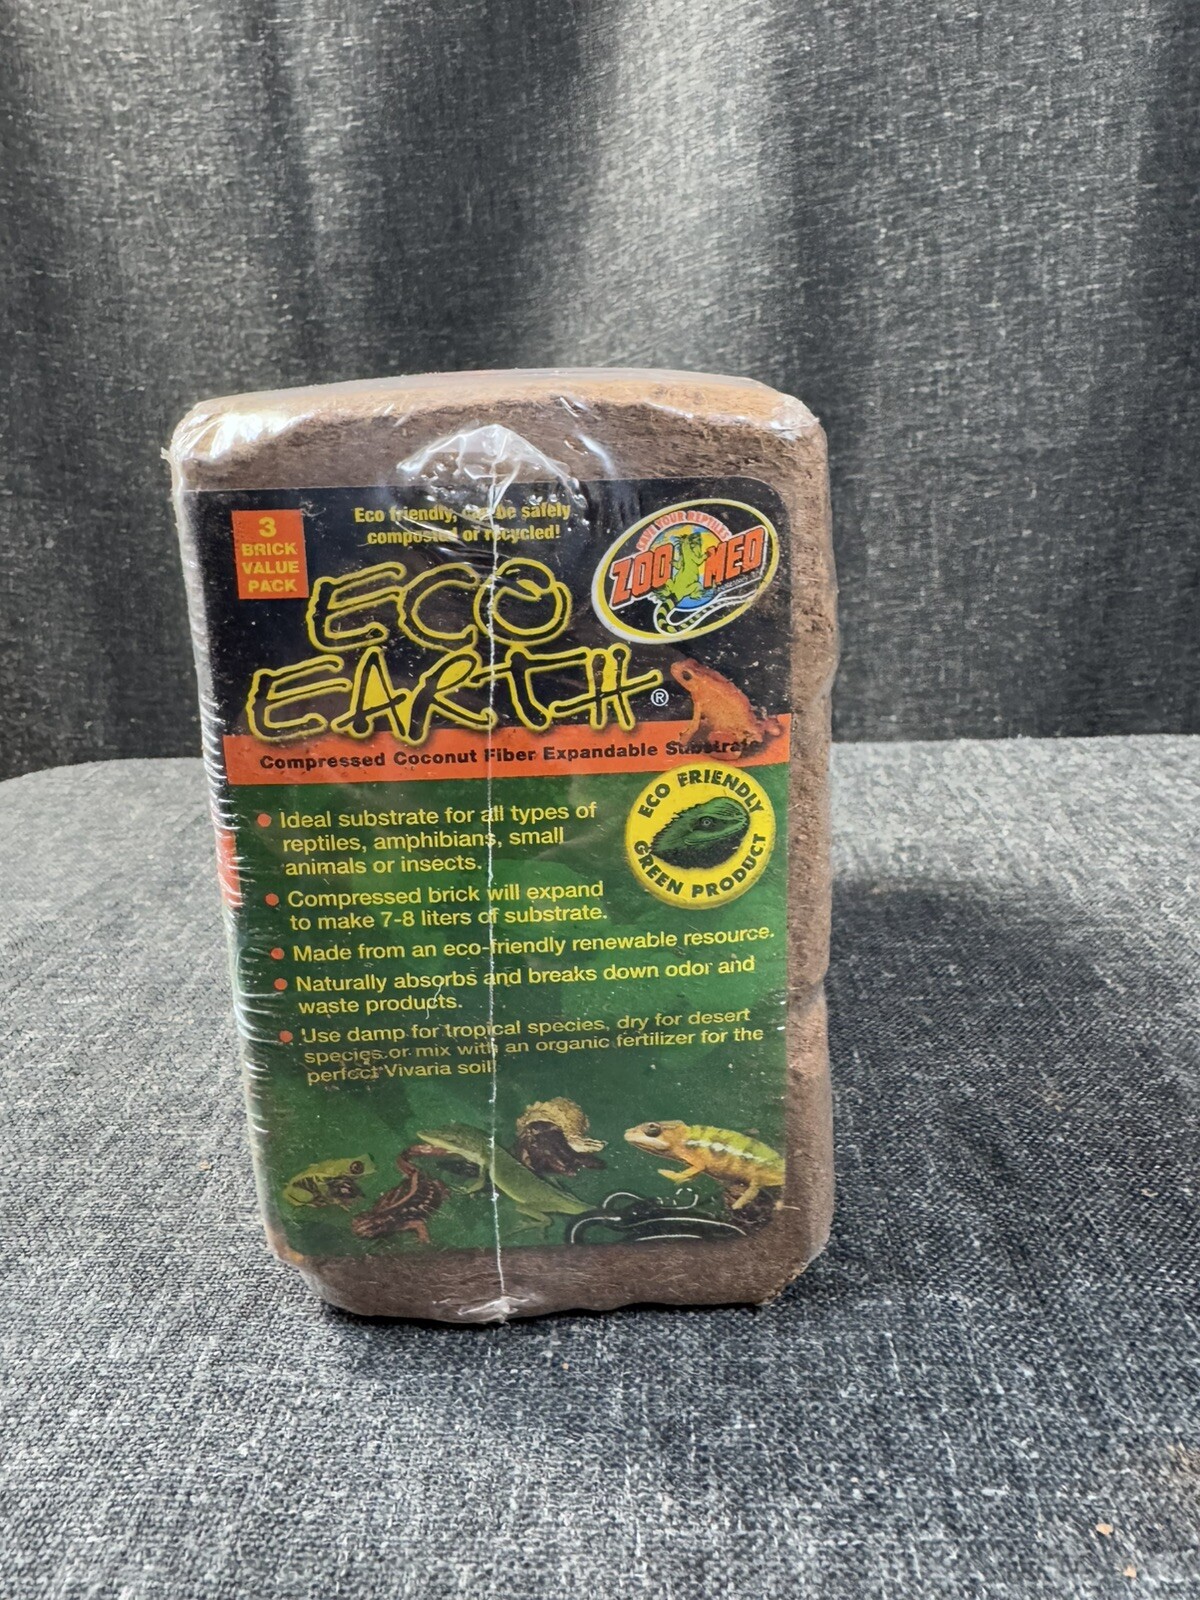 3
BRICK
VALUE
PACK
Eco friendly, can be safely
composted or recycled!
SAVE YOUR REPTILES
ZOO MED
ECO
EARTH®
Compressed Coconut Fiber Expandable Substrate
ECO FRIENDLY
GREEN PRODUCT
• Ideal substrate for all types of
reptiles, amphibians, small
animals or insects.
• Compressed brick will expand
to make 7-8 liters of substrate.
• Made from an eco-friendly renewable resource.
• Naturally absorbs and breaks down odor and
waste products.
• Use damp for tropical species, dry for desert
species or mix with an organic fertilizer for the
perfect Vivaria soil!